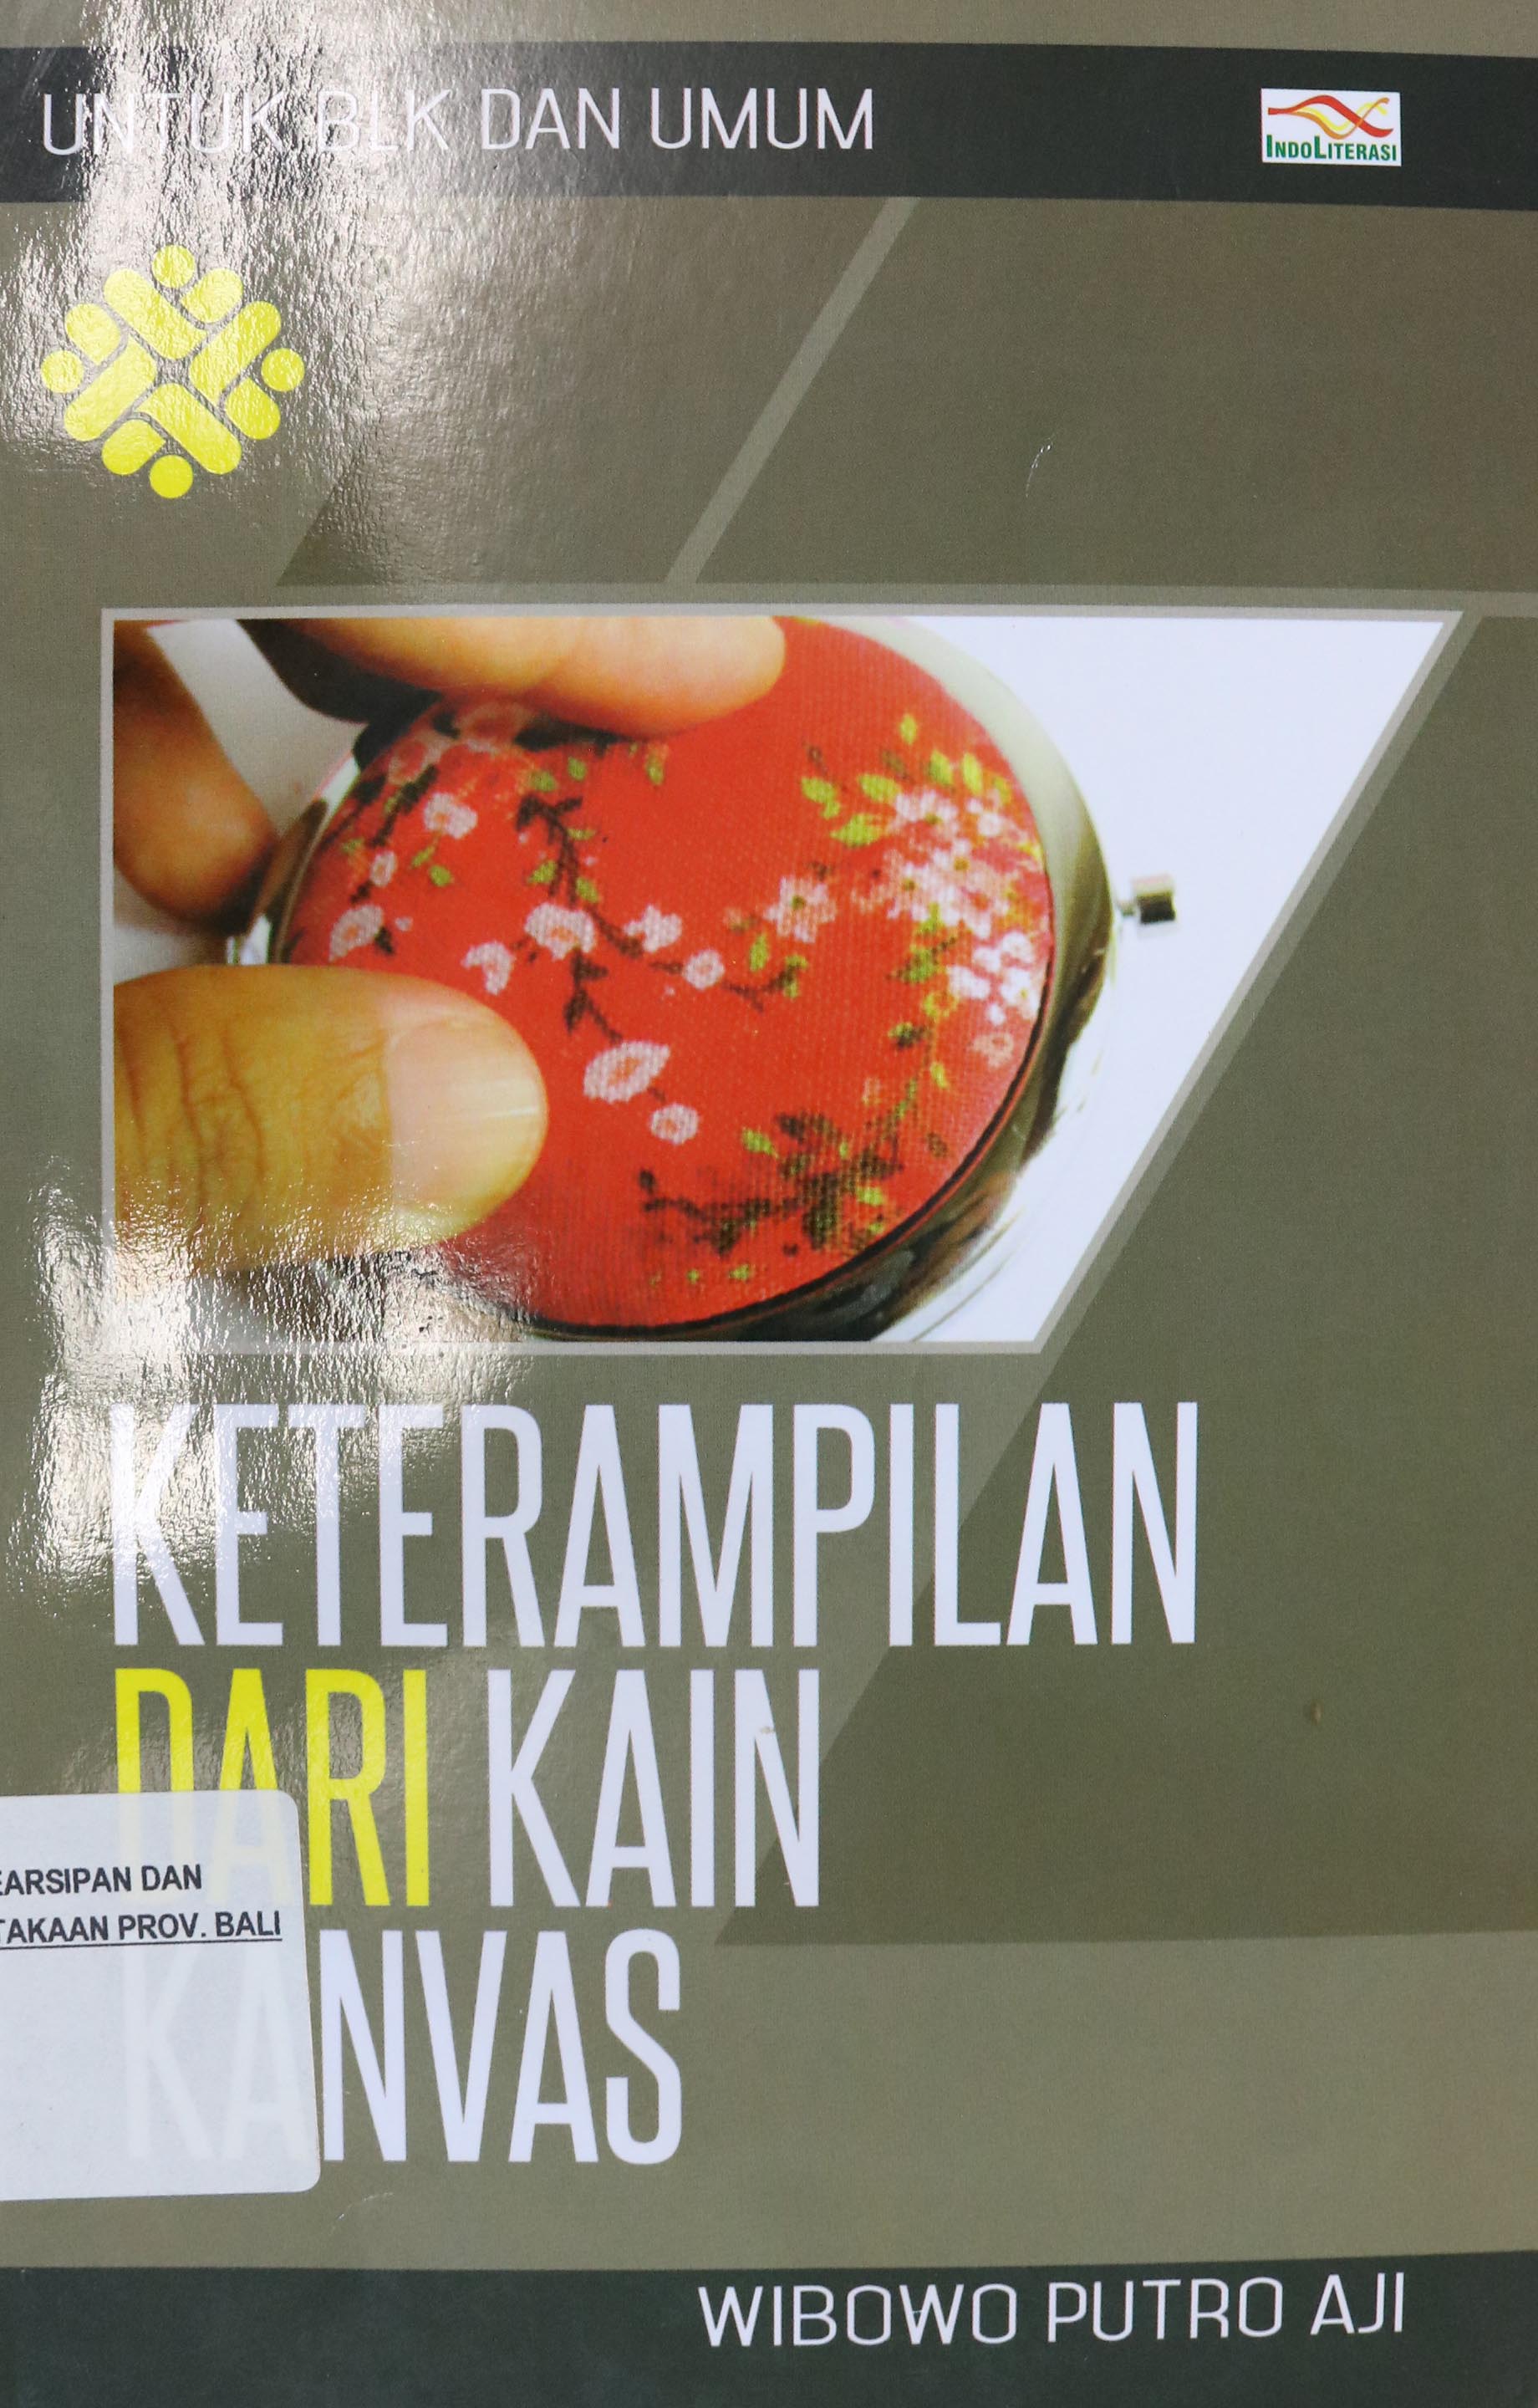 UNTUK BLK DAN UMUM
INDOLITERASI
KETERAMPILAN
DARI KAIN
EARSIPAN DAN
TAKAAN PROV. BALI
KANVAS
WIBOWO PUTRO AJI